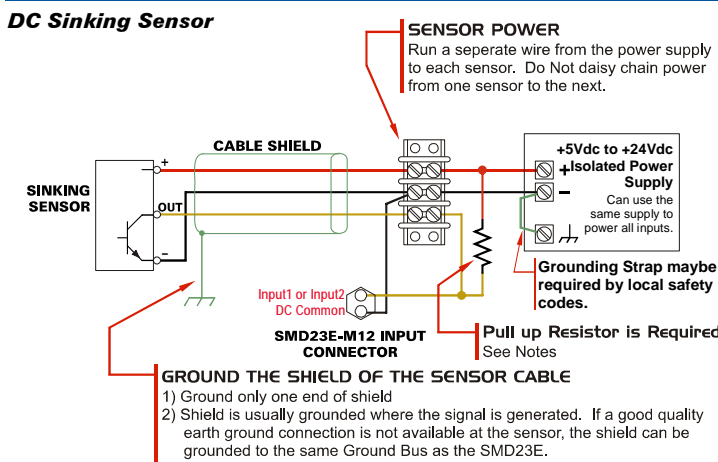 DC Sinking Sensor
SENSOR POWER
Run a seperate wire from the power supply
to each sensor.  Do Not daisy chain power
from one sensor to the next.
CABLE SHIELD
SINKING
SENSOR
+
OUT
–
+5Vdc to +24Vdc
Isolated Power
Supply
Can use the
same supply to
power all inputs.
+
–
Grounding Strap maybe
required by local safety
codes.
Input1 or Input2
DC Common
SMD23E-M12 INPUT
CONNECTOR
Pull up Resistor is Required
See Notes
GROUND THE SHIELD OF THE SENSOR CABLE
1) Ground only one end of shield
2) Shield is usually grounded where the signal is generated.  If a good quality
earth ground connection is not available at the sensor, the shield can be
grounded to the same Ground Bus as the SMD23E.